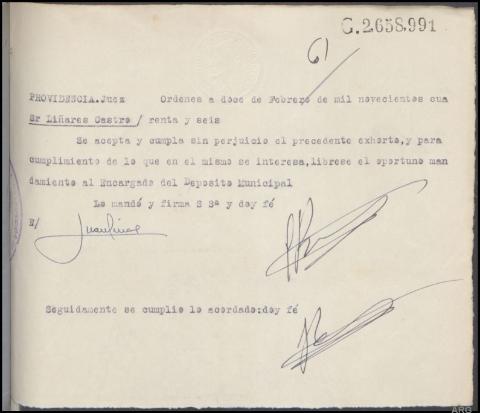 G.2.658.991
61
PROVIDENCIA.Juez Ordenes a doce de Febrero de mil novecientos cua
Sr Liñares Castro/ renta y seis
Se acepta y cumpla sin perjuicio el precedente exhorto,y para
cumplimiento de lo que en el mismo se interesa,librese el oportuno man
damiento al Encargado del Deposito Municipal
Lo mandó y firma S Sª y doy fé
E/
Seguidamente se cumplio lo acordado:doy fé
ARG